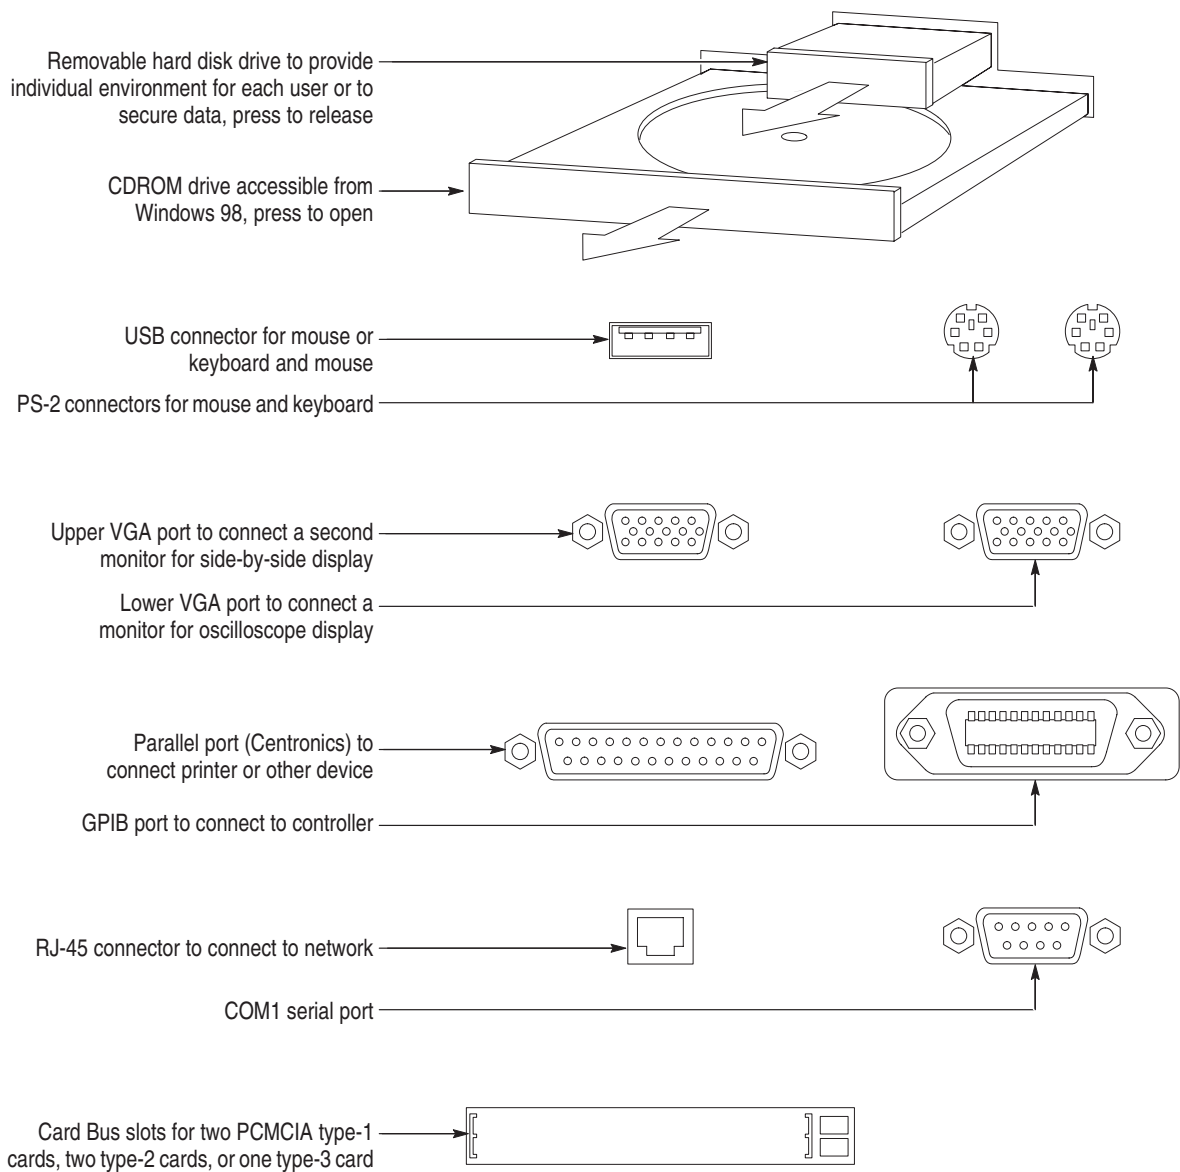 Removable hard disk drive to provide
individual environment for each user or to
secure data, press to release
CDROM drive accessible from
Windows 98, press to open
USB connector for mouse or
keyboard and mouse
PS-2 connectors for mouse and keyboard
Upper VGA port to connect a second
monitor for side-by-side display
Lower VGA port to connect a
monitor for oscilloscope display
Parallel port (Centronics) to
connect printer or other device
GPIB port to connect to controller
RJ-45 connector to connect to network
COM1 serial port
Card Bus slots for two PCMCIA type-1
cards, two type-2 cards, or one type-3 card